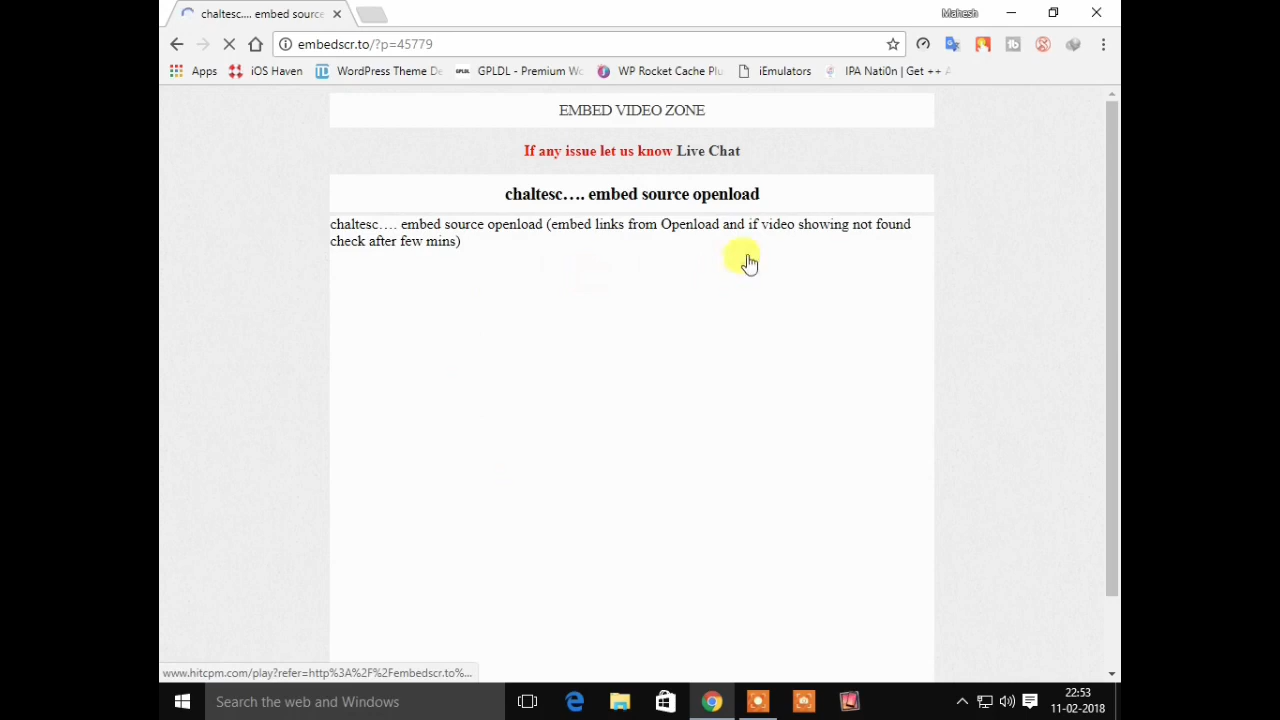 chaltesc.... embed source
Mahesh
embedscr.to/?p=45779
Apps
iOS Haven
WordPress Theme De
GPLDL - Premium Wo
WP Rocket Cache Plu
iEmulators
IPA Nati0n | Get ++ A
EMBED VIDEO ZONE
If any issue let us know Live Chat
chaltesc…. embed source openload
chaltesc…. embed source openload (embed links from Openload and if video showing not found
check after few mins)
www.hitcpm.com/play?refer=http%3A%2F%2Fembedscr.to%...
Search the web and Windows
22:53
11-02-2018